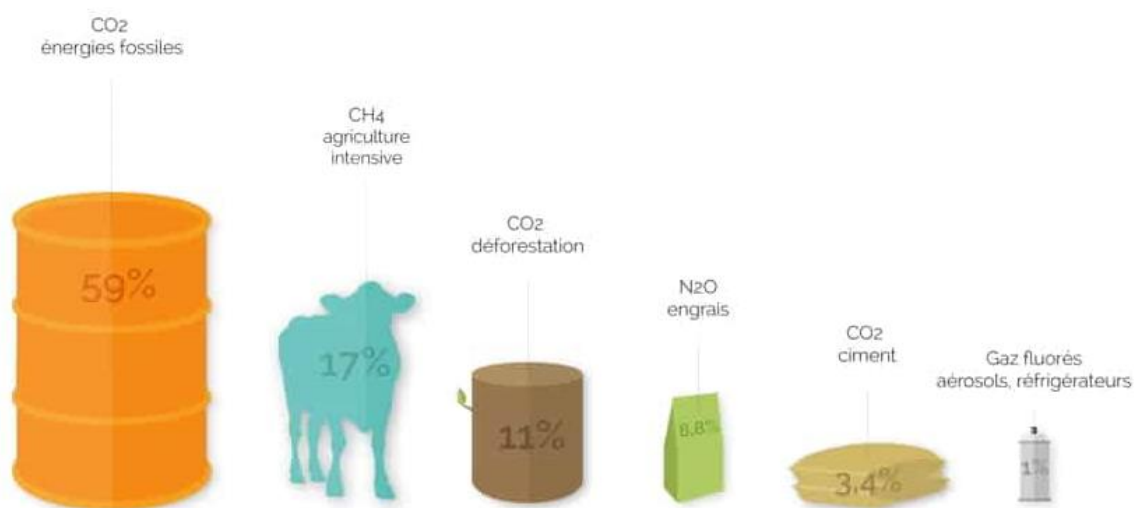 CO2
énergies fossiles
59%
CH4
agriculture
intensive
17%
CO2
déforestation
11%
N2O
engrais
8.8%
CO2
ciment
3.4%
Gaz fluorés
aérosols, réfrigérateurs
1%